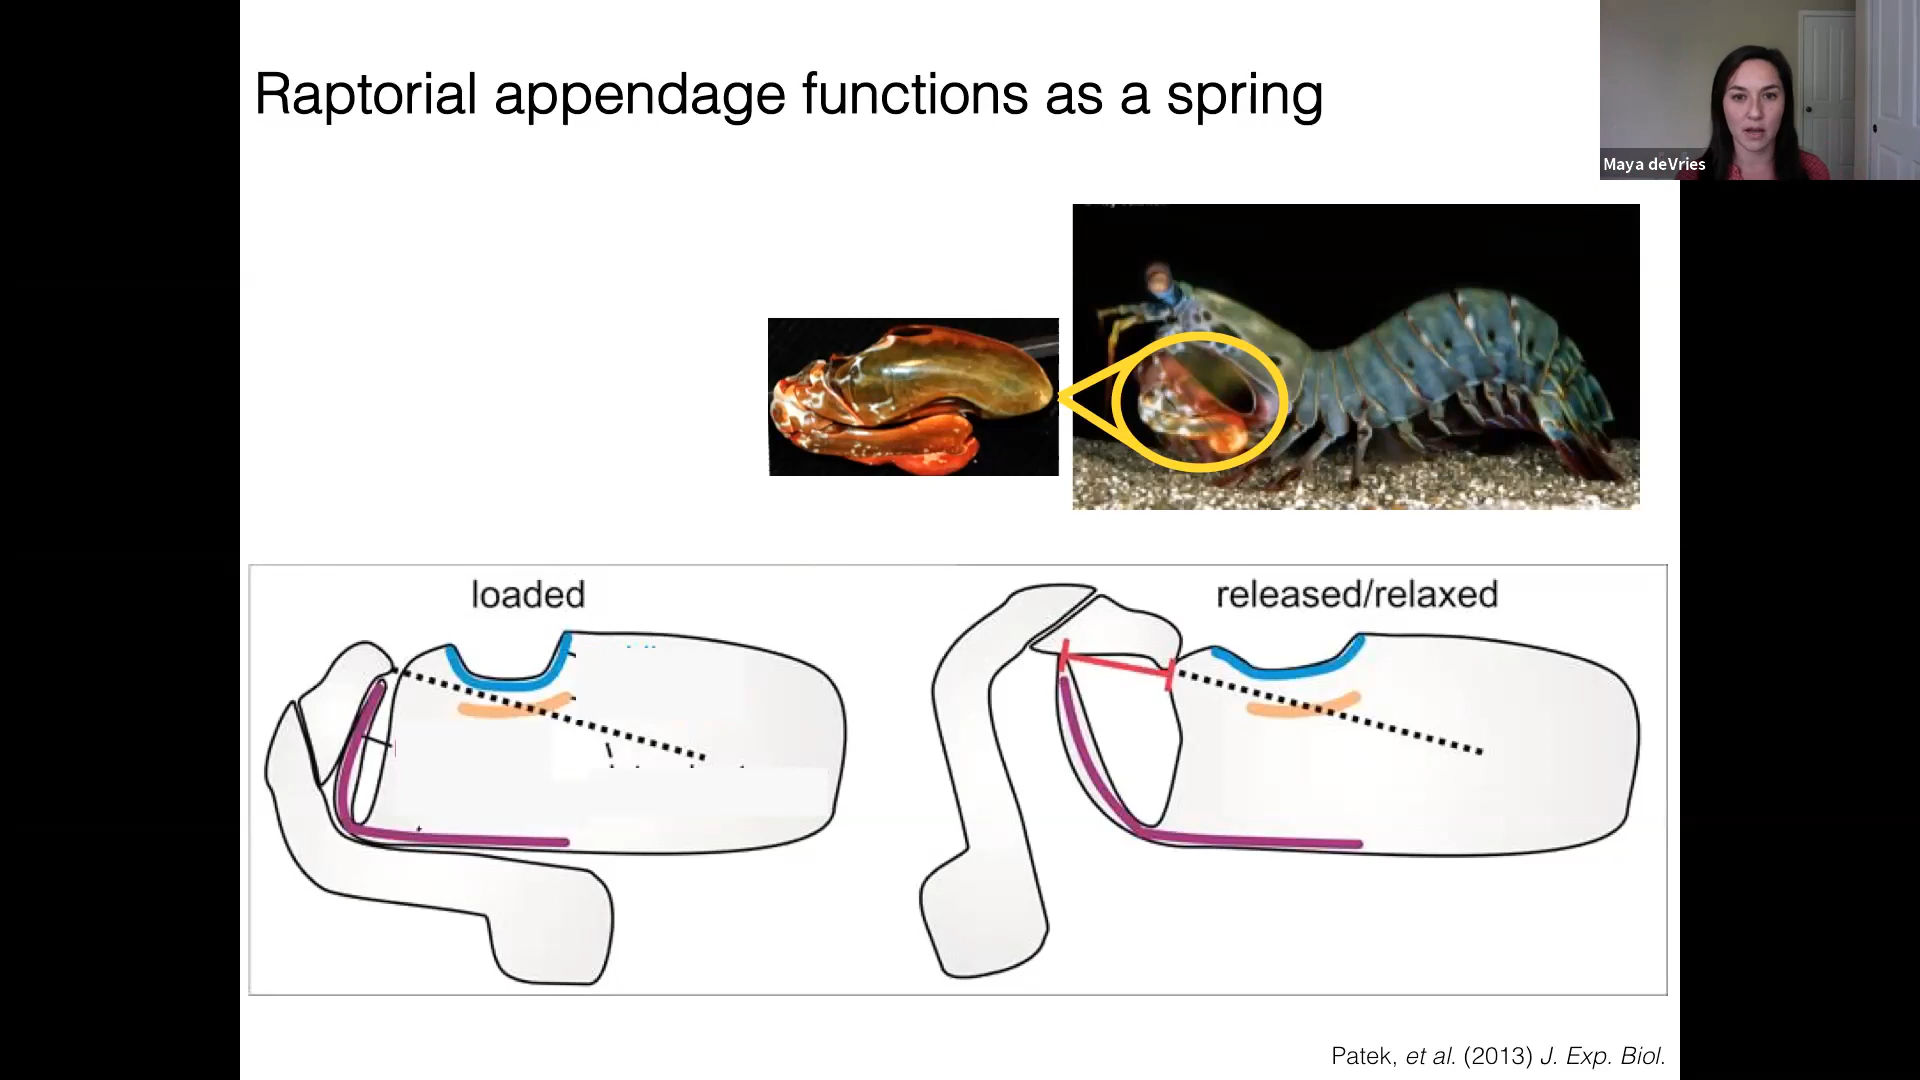 Raptorial appendage functions as a spring
Maya deVries
loaded
released/relaxed
Patek, et al. (2013) J. Exp. Biol.